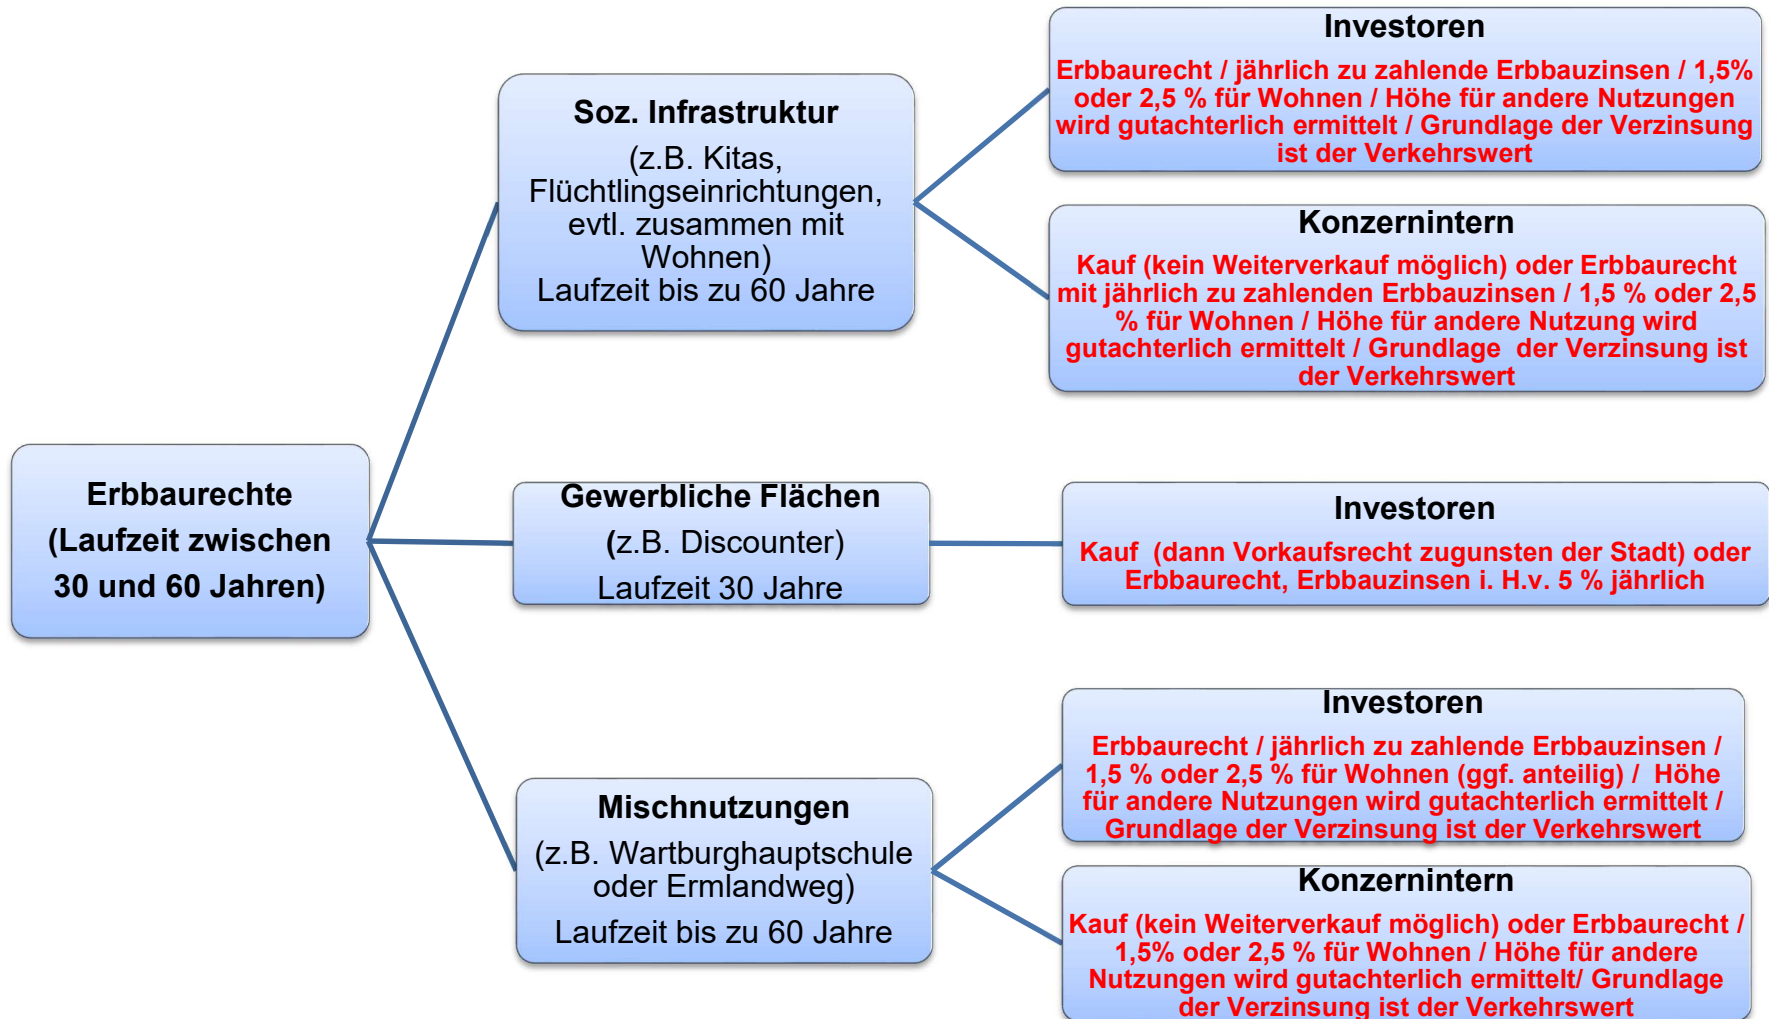 Erbbaurechte
(Laufzeit zwischen
30 und 60 Jahren)
Soz. Infrastruktur
(z.B. Kitas,
Flüchtlingseinrichtungen,
evtl. zusammen mit
Wohnen)
Laufzeit bis zu 60 Jahre
Investoren
Erbbaurecht / jährlich zu zahlende Erbbauzinsen / 1,5%
oder 2,5 % für Wohnen / Höhe für andere Nutzungen
wird gutachterlich ermittelt / Grundlage der Verzinsung
ist der Verkehrswert
Konzernintern
Kauf (kein Weiterverkauf möglich) oder Erbbaurecht
mit jährlich zu zahlenden Erbbauzinsen / 1,5 % oder 2,5
% für Wohnen / Höhe für andere Nutzung wird
gutachterlich ermittelt / Grundlage der Verzinsung ist
der Verkehrswert
Gewerbliche Flächen
(z.B. Discounter)
Laufzeit 30 Jahre
Investoren
Kauf (dann Vorkaufsrecht zugunsten der Stadt) oder
Erbbaurecht, Erbbauzinsen i. H.v. 5 % jährlich
Mischnutzungen
(z.B. Wartburghauptschule
oder Ermlandweg)
Laufzeit bis zu 60 Jahre
Investoren
Erbbaurecht / jährlich zu zahlende Erbbauzinsen /
1,5 % oder 2,5 % für Wohnen (ggf. anteilig) / Höhe
für andere Nutzungen wird gutachterlich ermittelt /
Grundlage der Verzinsung ist der Verkehrswert
Konzernintern
Kauf (kein Weiterverkauf möglich) oder Erbbaurecht /
1,5% oder 2,5 % für Wohnen / Höhe für andere
Nutzungen wird gutachterlich ermittelt/ Grundlage
der Verzinsung ist der Verkehrswert